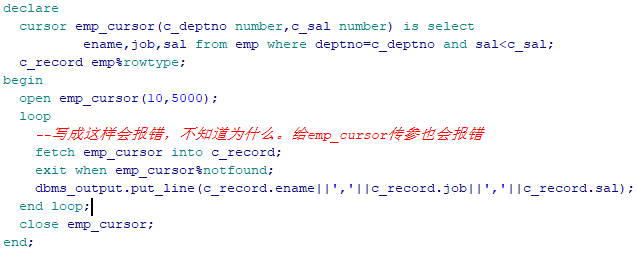 declare
  cursor emp_cursor(c_deptno number,c_sal number) is select
          ename,job,sal from emp where deptno=c_deptno and sal<c_sal;
  c_record emp%rowtype;
begin
  open emp_cursor(10,5000);
  loop
    --写成这样会报错，不知道为什么。给emp_cursor传参也会报错
    fetch emp_cursor into c_record;
    exit when emp_cursor%notfound;
    dbms_output.put_line(c_record.ename||','||c_record.job||','||c_record.sal);
  end loop;
  close emp_cursor;
end;